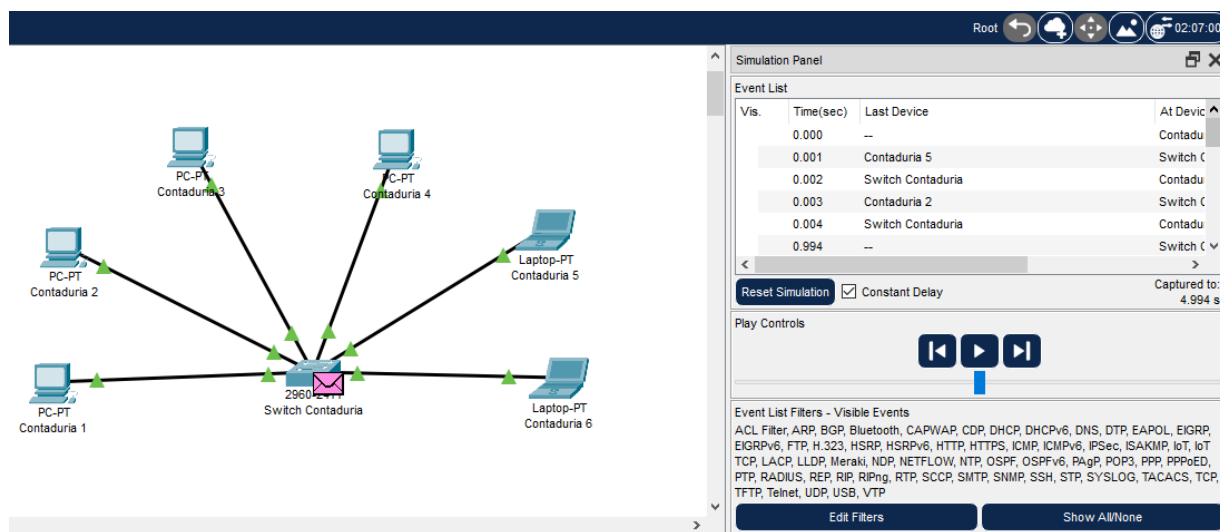 Root
02:07:00
Simulation Panel
Event List
Vis. Time(sec) Last Device At Devic
0.000 -- Contadu
0.001 Contaduria 5 Switch C
0.002 Switch Contaduria Contadu
0.003 Contaduria 2 Switch C
0.004 Switch Contaduria Contadu
0.994 -- Switch C
Reset Simulation Constant Delay
Captured to:
4.994 s
Play Controls
Event List Filters - Visible Events
ACL Filter, ARP, BGP, Bluetooth, CAPWAP, CDP, DHCP, DHCPv6, DNS, DTP, EAPOL, EIGRP,
EIGRPv6, FTP, H.323, HSRP, HSRPv6, HTTP, HTTPS, ICMP, ICMPv6, IPSec, ISAKMP, IoT, IoT
TCP, LACP, LLDP, Meraki, NDP, NETFLOW, NTP, OSPF, OSPFv6, PAgP, POP3, PPP, PPPoED,
PTP, RADIUS, REP, RIP, RIPng, RTP, SCCP, SMTP, SNMP, SSH, STP, SYSLOG, TACACS, TCP,
TFTP, Telnet, UDP, USB, VTP
Edit Filters
Show All/None
PC-PT
Contaduria 3
PC-PT
Contaduria 4
PC-PT
Contaduria 2
Laptop-PT
Contaduria 5
PC-PT
Contaduria 1
Switch Contaduria
Laptop-PT
Contaduria 6